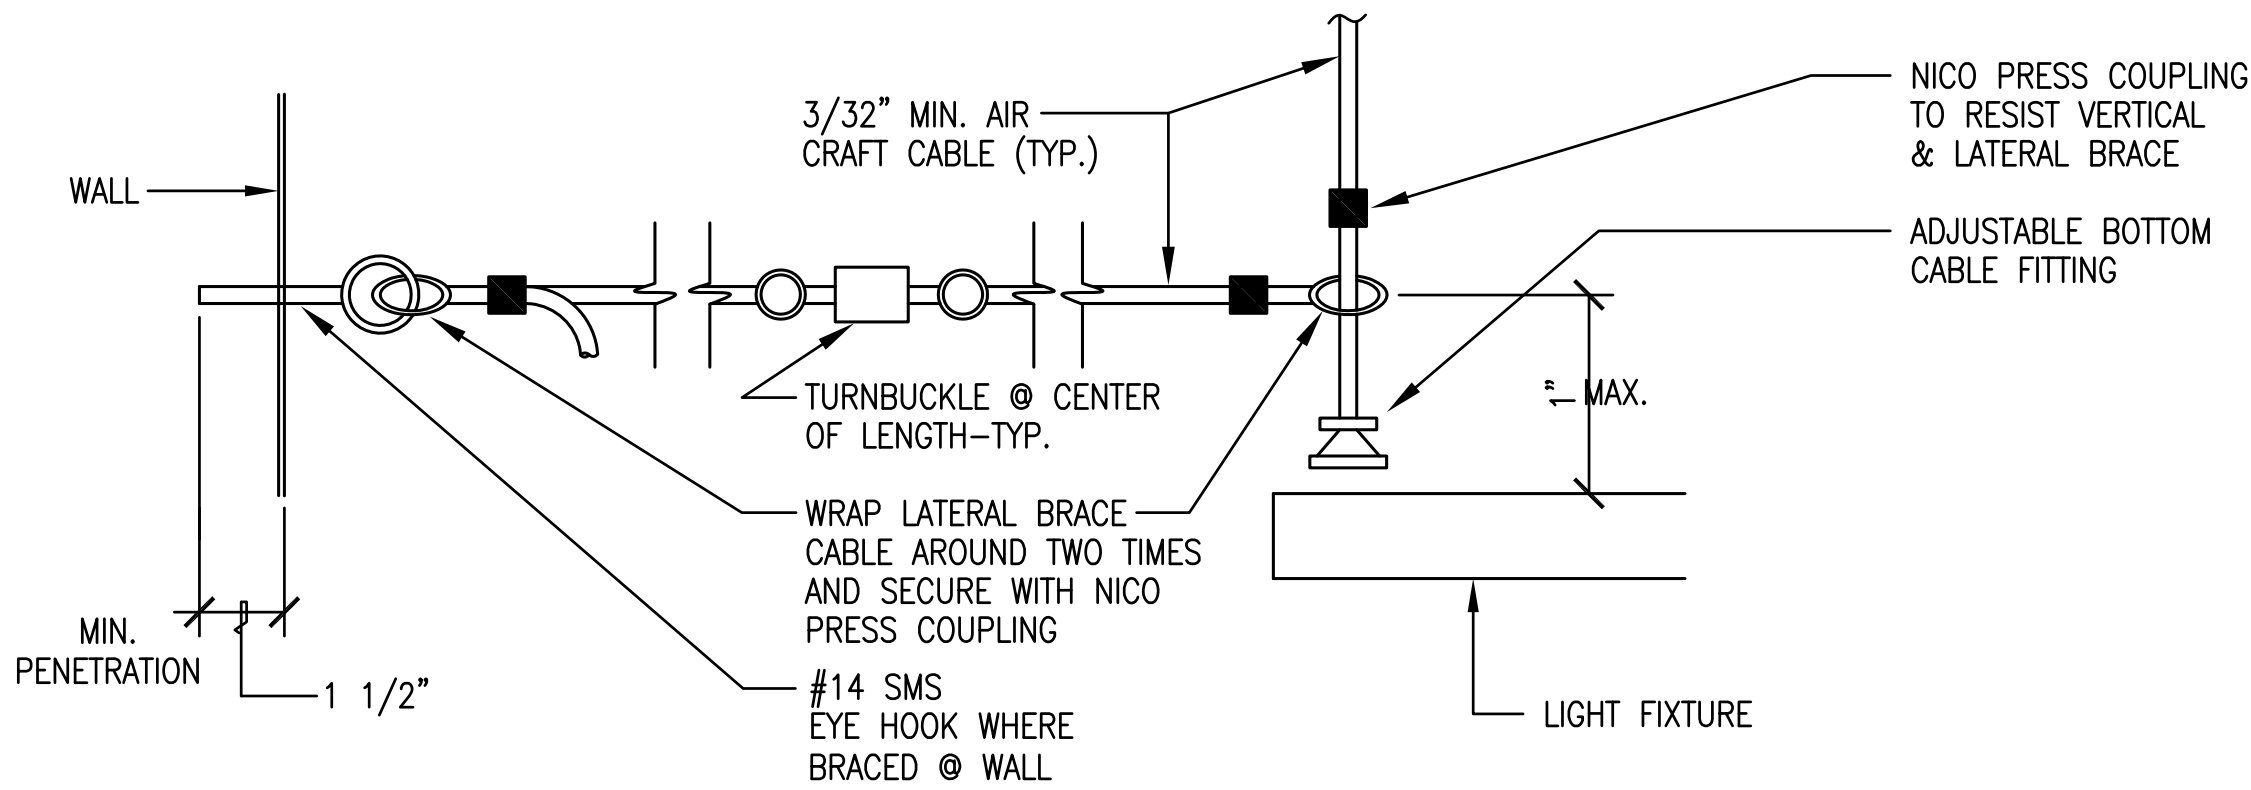 3/32" MIN. AIR
CRAFT CABLE (TYP.)
NICO PRESS COUPLING
TO RESIST VERTICAL
& LATERAL BRACE
WALL
ADJUSTABLE BOTTOM
CABLE FITTING
1" MAX.
TURNBUCKLE @ CENTER
OF LENGTH-TYP.
WRAP LATERAL BRACE
CABLE AROUND TWO TIMES
AND SECURE WITH NICO
PRESS COUPLING
MIN.
PENETRATION
1 1/2"
#14 SMS
EYE HOOK WHERE
BRACED @ WALL
LIGHT FIXTURE